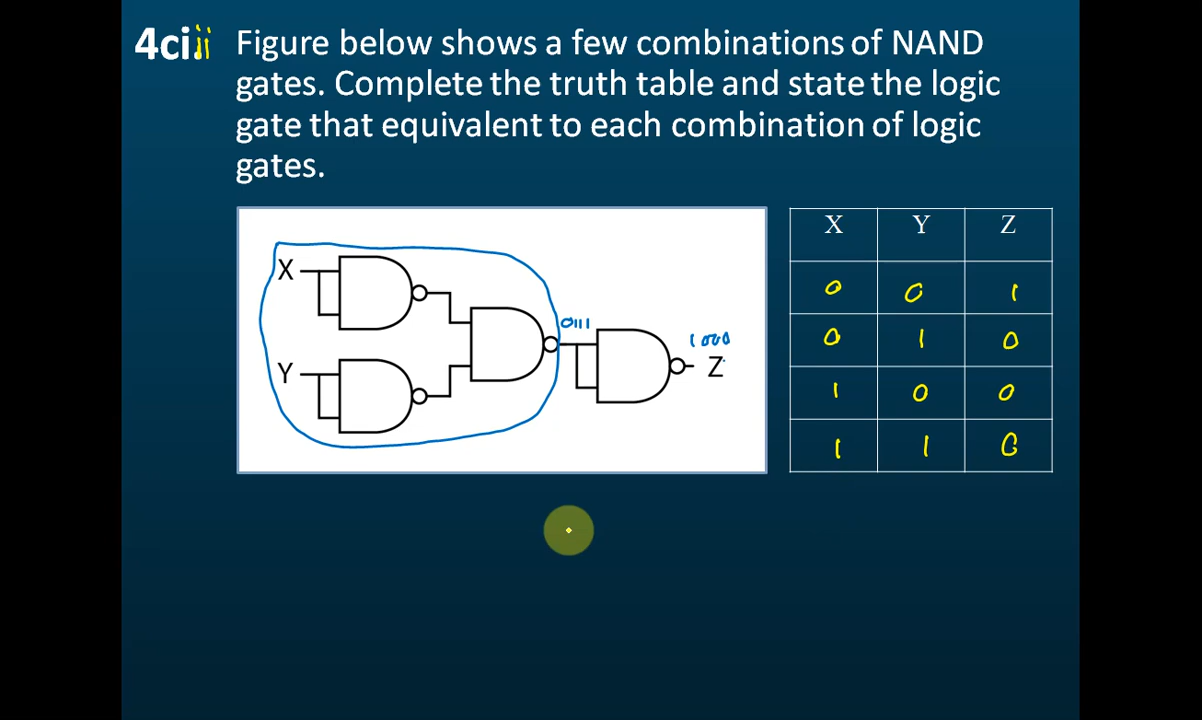 4ciii Figure below shows a few combinations of NAND
gates. Complete the truth table and state the logic
gate that equivalent to each combination of logic
gates.
X
Y
0111
1000
Z
X Y Z
0 0 1
0 1 0
1 0 0
1 1 0